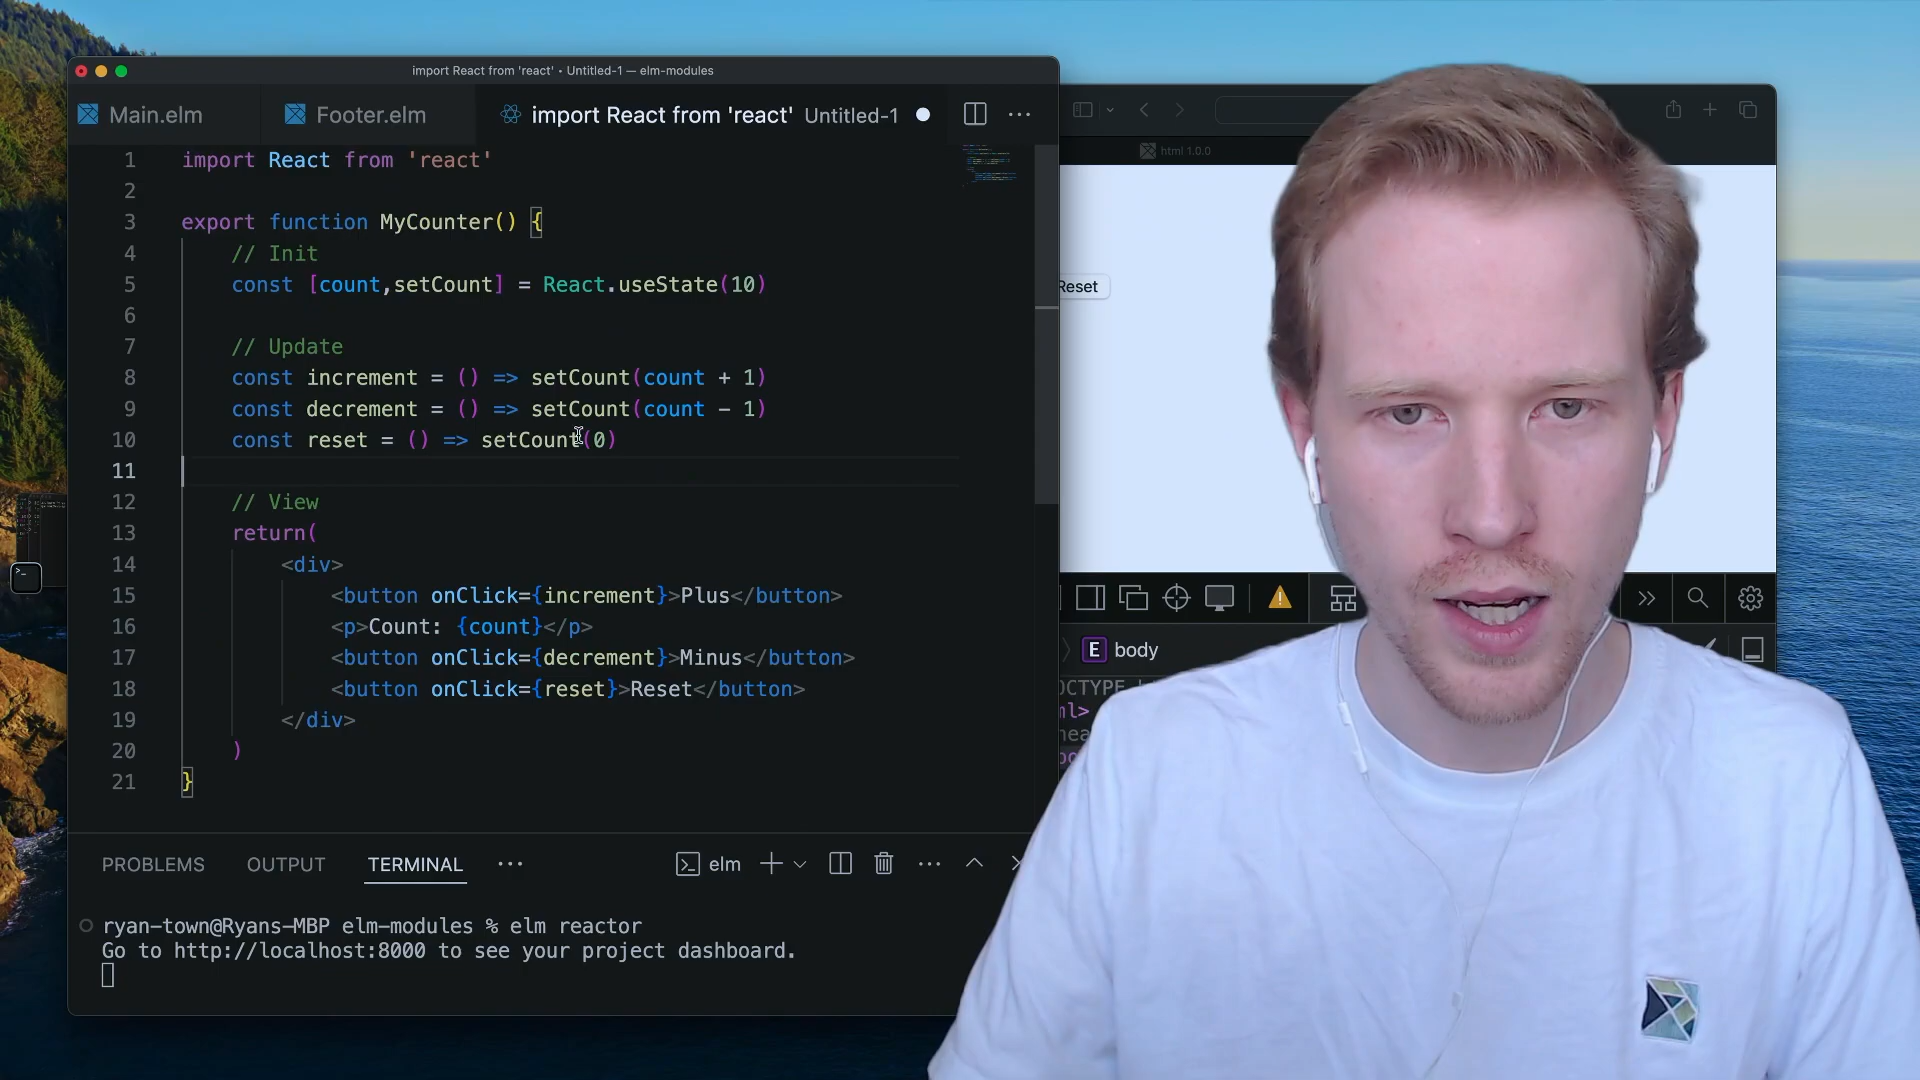 import React from 'react' • Untitled-1 — elm-modules
Main.elm
Footer.elm
import React from 'react' Untitled-1
html 1.0.0
1 import React from 'react'
2
3 export function MyCounter() {
4 // Init
5 const [count,setCount] = React.useState(10)
6
7 // Update
8 const increment = () => setCount(count + 1)
9 const decrement = () => setCount(count - 1)
10 const reset = () => setCount(0)
11
12 // View
13 return(
14 <div>
15 <button onClick={increment}>Plus</button>
16 <p>Count: {count}</p>
17 <button onClick={decrement}>Minus</button>
18 <button onClick={reset}>Reset</button>
19 </div>
20 )
21 }
Reset
E body
OCTYPE
ml>
PROBLEMS OUTPUT TERMINAL
elm
ryan-town@Ryans-MBP elm-modules % elm reactor
Go to http://localhost:8000 to see your project dashboard.